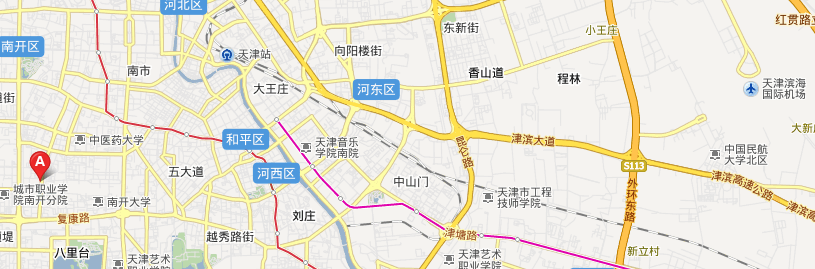 河北区
东新街
红贯路
小王庄
南开区
向阳楼街
天津站
南市
香山道
程林
大王庄
河东区
天津滨海
国际机场
道街
中医药大学
和平区
天津音乐
学院南院
昆仑路
津滨大道
大新
中国民航
大学北区
S113
A
五大道
河西区
中山门
城市职业学
院南开分院
南开大学
天津市工程
技师学院
外环东路
津滨高速公路
津滨
复康路
刘庄
堤
越秀路街
津塘路
八里台
天津艺术
职业学院
天津艺术
职业学院
新立村